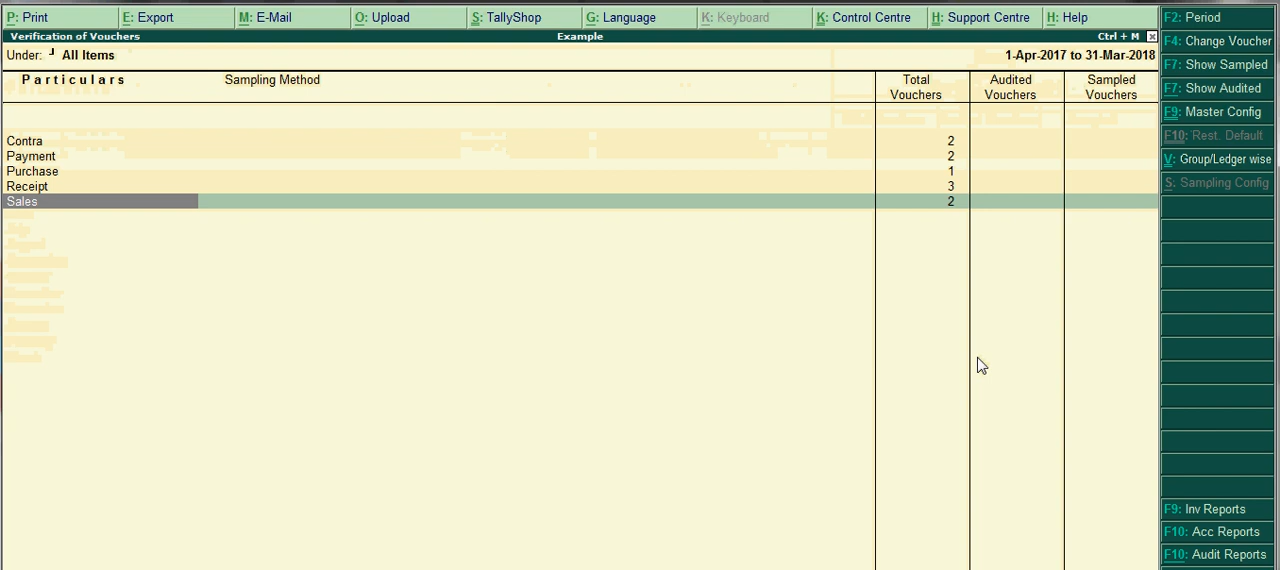 P: Print E: Export M: E-Mail O: Upload S: TallyShop G: Language K: Keyboard K: Control Centre H: Support Centre H: Help
Verification of Vouchers Example Ctrl + M
Under: All Items 1-Apr-2017 to 31-Mar-2018
Particulars Sampling Method Total Vouchers Audited Vouchers Sampled Vouchers
Contra 2
Payment 2
Purchase 1
Receipt 3
Sales 2
F2: Period
F4: Change Voucher
F7: Show Sampled
F7: Show Audited
F9: Master Config
F10: Rest. Default
V: Group/Ledger wise
S: Sampling Config
F9: Inv Reports
F10: Acc Reports
F10: Audit Reports